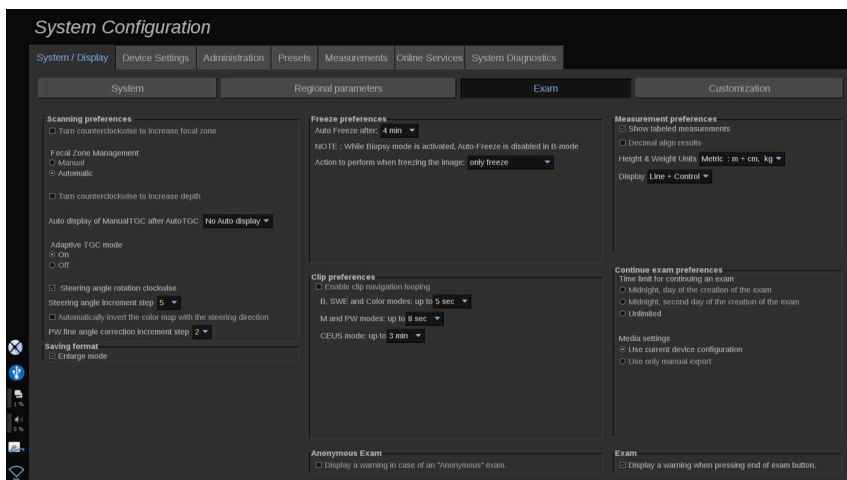 System Configuration
System / Display
Device Settings
Administration
Presets
Measurements
Online Services
System Diagnostics
System
Regional parameters
Exam
Customization
Scanning preferences
Turn counterclockwise to increase focal zone
Focal Zone Management
Manual
Automatic
Turn counterclockwise to increase depth
Auto display of ManualTGC after AutoTGC No Auto display
Adaptive TGC mode
On
Off
Steering angle rotation clockwise
Steering angle increment step 5
Automatically invert the color map with the steering direction
PW fine angle correction increment step 2
Saving format
Enlarge mode
Freeze preferences
Auto Freeze after: 4 min
NOTE : While Biopsy mode is activated, Auto-Freeze is disabled in B-mode
Action to perform when freezing the image: only freeze
Clip preferences
Enable clip navigation looping
B, SWE and Color modes: up to 5 sec
M and PW modes: up to 8 sec
CEUS mode: up to 3 min
Anonymous Exam
Display a warning in case of an "Anonymous" exam.
Measurement preferences
Show labeled measurements
Decimal align results
Height & Weight Units Metric : m + cm, kg
Display Line + Control
Continue exam preferences
Time limit for continuing an exam
Midnight, day of the creation of the exam
Midnight, second day of the creation of the exam
Unlimited
Media settings
Use current device configuration
Use only manual export
Exam
Display a warning when pressing end of exam button.
1 %
0 %